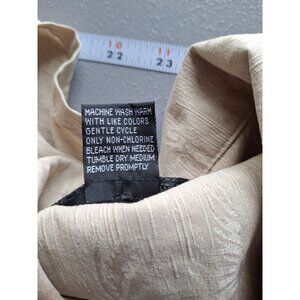 10 11
22 23
MACHINE WASH WARM
WITH LIKE COLORS
GENTLE CYCLE
ONLY NON-CHLORINE
BLEACH WHEN NEEDED
TUMBLE DRY MEDIUM
REMOVE PROMPTLY